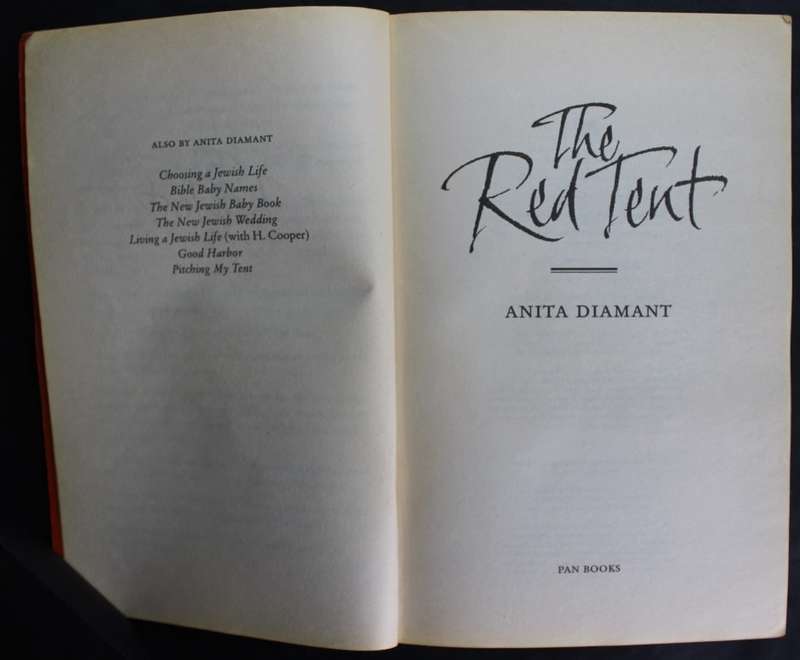 ALSO BY ANITA DIAMANT
Choosing a Jewish Life
Bible Baby Names
The New Jewish Baby Book
The New Jewish Wedding
Living a Jewish Life (with H. Cooper)
Good Harbor
Pitching My Tent
The
Red Tent
ANITA DIAMANT
PAN BOOKS